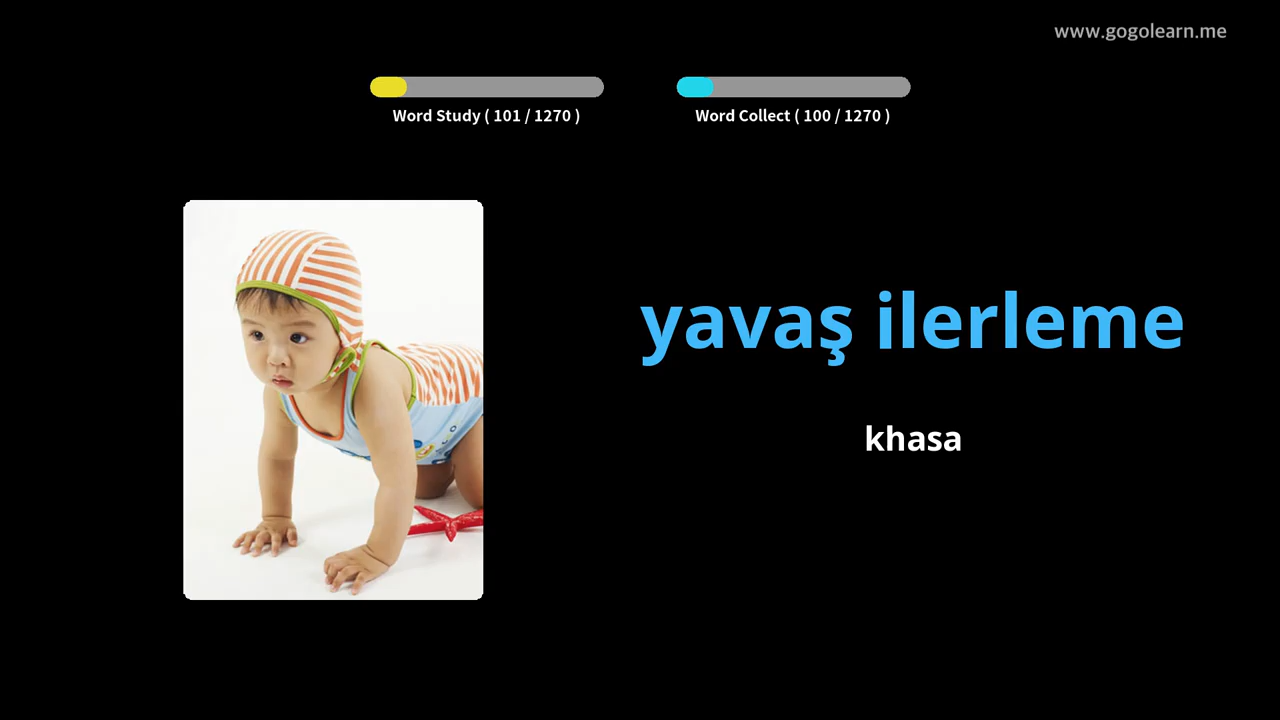 www.gogolearn.me
Word Study ( 101 / 1270 )
Word Collect ( 100 / 1270 )
yavaş ilerleme
khasa